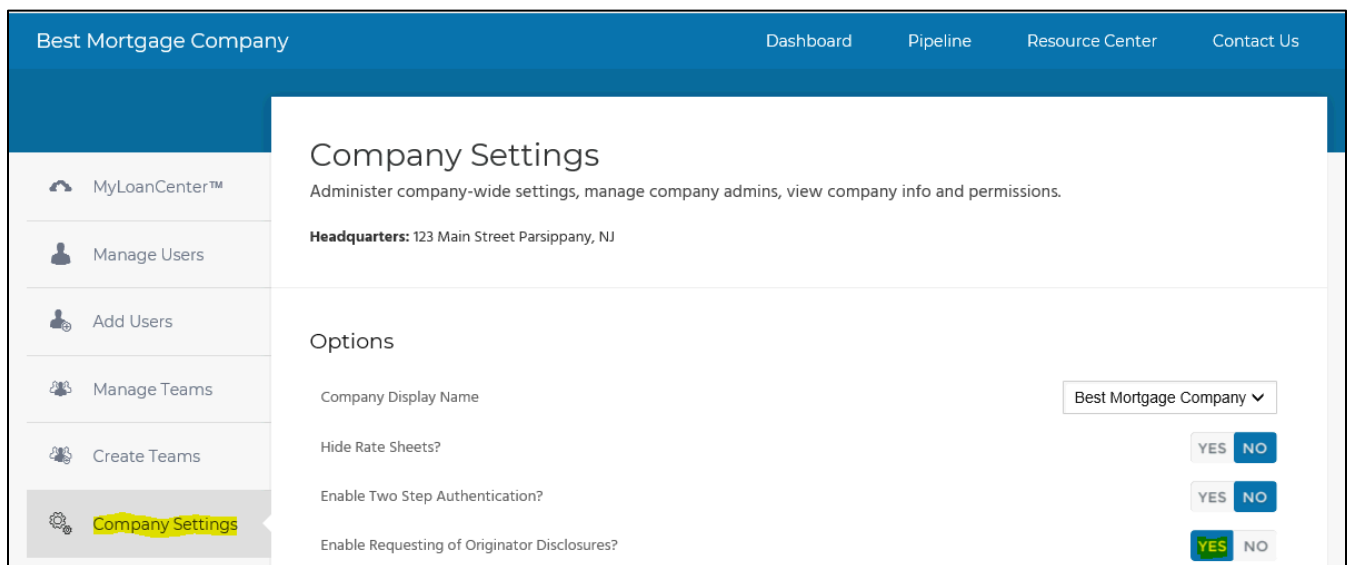 Best Mortgage Company
Dashboard Pipeline Resource Center Contact Us
MyLoanCenter™
Manage Users
Add Users
Manage Teams
Create Teams
Company Settings
Company Settings
Administer company-wide settings, manage company admins, view company info and permissions.
Headquarters: 123 Main Street Parsippany, NJ
Options
Company Display Name Best Mortgage Company
Hide Rate Sheets? YES NO
Enable Two Step Authentication? YES NO
Enable Requesting of Originator Disclosures? YES NO